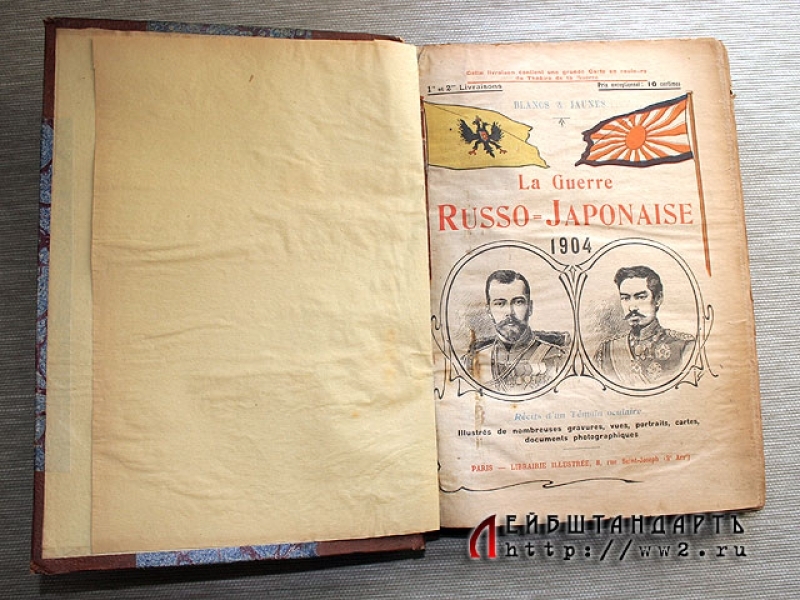 Cette livraison contient une grande Carte en couleurs
du Théâtre de la Guerre
1re et 2me Livraisons
Prix exceptionnel : 10 centimes
BLANCS & JAUNES
La Guerre
RUSSO=JAPONAISE
1904
Récits d'un Témoin oculaire
Illustrés de nombreuses gravures, vues, portraits, cartes,
documents photographiques
PARIS — LIBRAIRIE ILLUSTRÉE, 8, rue Saint-Joseph (2e Arrt)
ЛЕЙБШТАНДАРТЪ
http://ww2.ru